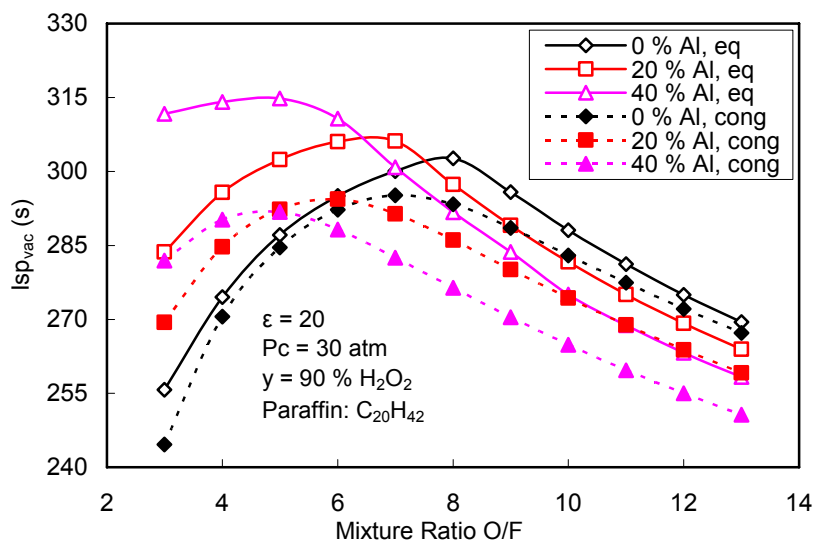 330
315
300
285
270
255
240
Isp_vac (s)
0 % Al, eq
20 % Al, eq
40 % Al, eq
0 % Al, cong
20 % Al, cong
40 % Al, cong
ε = 20
Pc = 30 atm
y = 90 % H₂O₂
Paraffin: C₂₀H₄₂
2 4 6 8 10 12 14
Mixture Ratio O/F